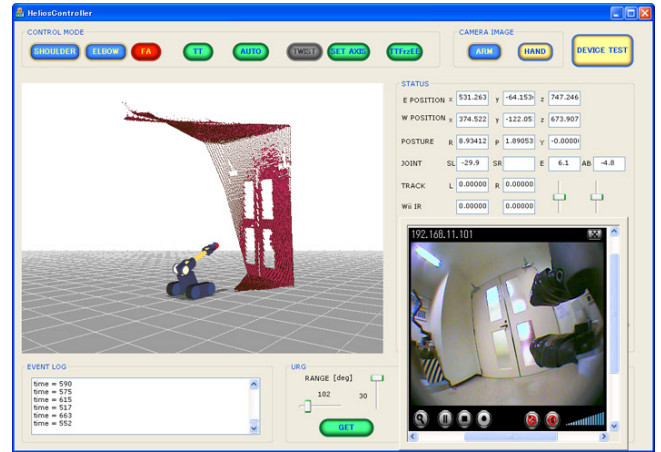 HeliosController
CONTROL MODE
SHOULDER ELBOW FA TT AUTO TWIST SET AXIS TTFrzEE
CAMERA IMAGE
ARM HAND
DEVICE TEST
STATUS
E POSITION x 531.263 y -64.153 z 747.246
W POSITION x 374.522 y -122.05 z 673.907
POSTURE R 8.93412 P 1.89053 Y -0.0000
JOINT SL -29.9 SR E 6.1 AB -4.8
TRACK L 0.00000 R 0.00000
Wii IR 0.00000 0.00000
192.168.11.101
EVENT LOG
time = 590
time = 575
time = 615
time = 517
time = 663
time = 552
URG
RANGE [deg]
102 30
GET